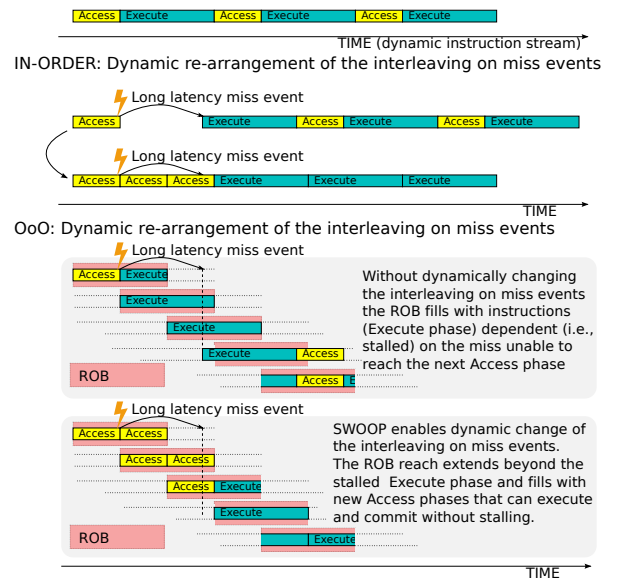 Access Execute Access Execute Access Execute
TIME (dynamic instruction stream)
IN-ORDER: Dynamic re-arrangement of the interleaving on miss events
Long latency miss event
Access Execute Access Execute Access Execute
Long latency miss event
Access Access Access Execute Execute Execute
TIME
OoO: Dynamic re-arrangement of the interleaving on miss events
Long latency miss event
Access Execute
Execute
Execute
Execute Access
Access E
ROB
Without dynamically changing
the interleaving on miss events
the ROB fills with instructions
(Execute phase) dependent (i.e.,
stalled) on the miss unable to
reach the next Access phase
Long latency miss event
Access Access
Access Access
Access Execute
Execute
Execute
ROB
SWOOP enables dynamic change of
the interleaving on miss events.
The ROB reach extends beyond the
stalled Execute phase and fills with
new Access phases that can execute
and commit without stalling.
TIME